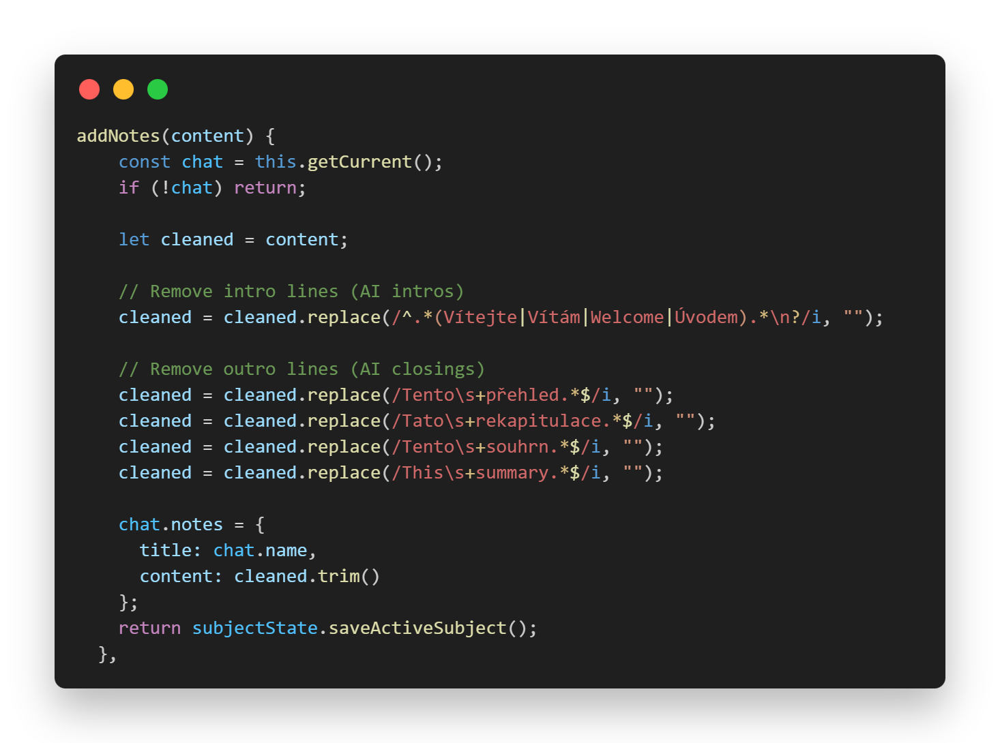 addNotes(content) {
    const chat = this.getCurrent();
    if (!chat) return;

    let cleaned = content;

    // Remove intro lines (AI intros)
    cleaned = cleaned.replace(/^.*(Vítejte|Vítám|Welcome|Úvodem).*\n?/i, "");

    // Remove outro lines (AI closings)
    cleaned = cleaned.replace(/Tento\s+přehled.*$/i, "");
    cleaned = cleaned.replace(/Tato\s+rekapitulace.*$/i, "");
    cleaned = cleaned.replace(/Tento\s+souhrn.*$/i, "");
    cleaned = cleaned.replace(/This\s+summary.*$/i, "");

    chat.notes = {
      title: chat.name,
      content: cleaned.trim()
    };
    return subjectState.saveActiveSubject();
  },